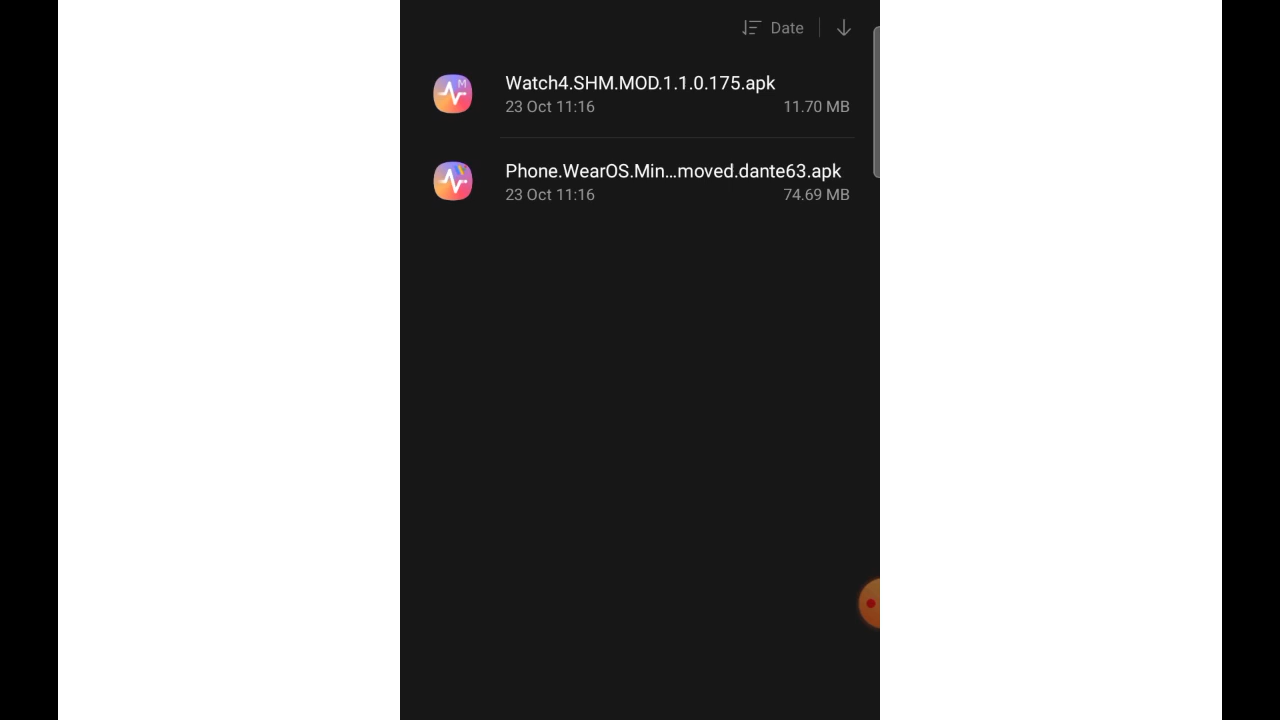 Date
Watch4.SHM.MOD.1.1.0.175.apk
23 Oct 11:16 11.70 MB
Phone.WearOS.Min...moved.dante63.apk
23 Oct 11:16 74.69 MB